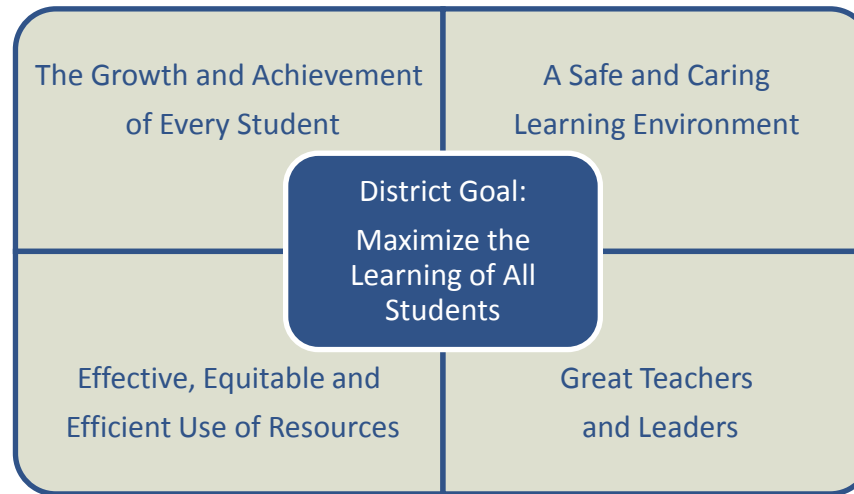 The Growth and Achievement
of Every Student
A Safe and Caring
Learning Environment
District Goal:
Maximize the
Learning of All
Students
Effective, Equitable and
Efficient Use of Resources
Great Teachers
and Leaders